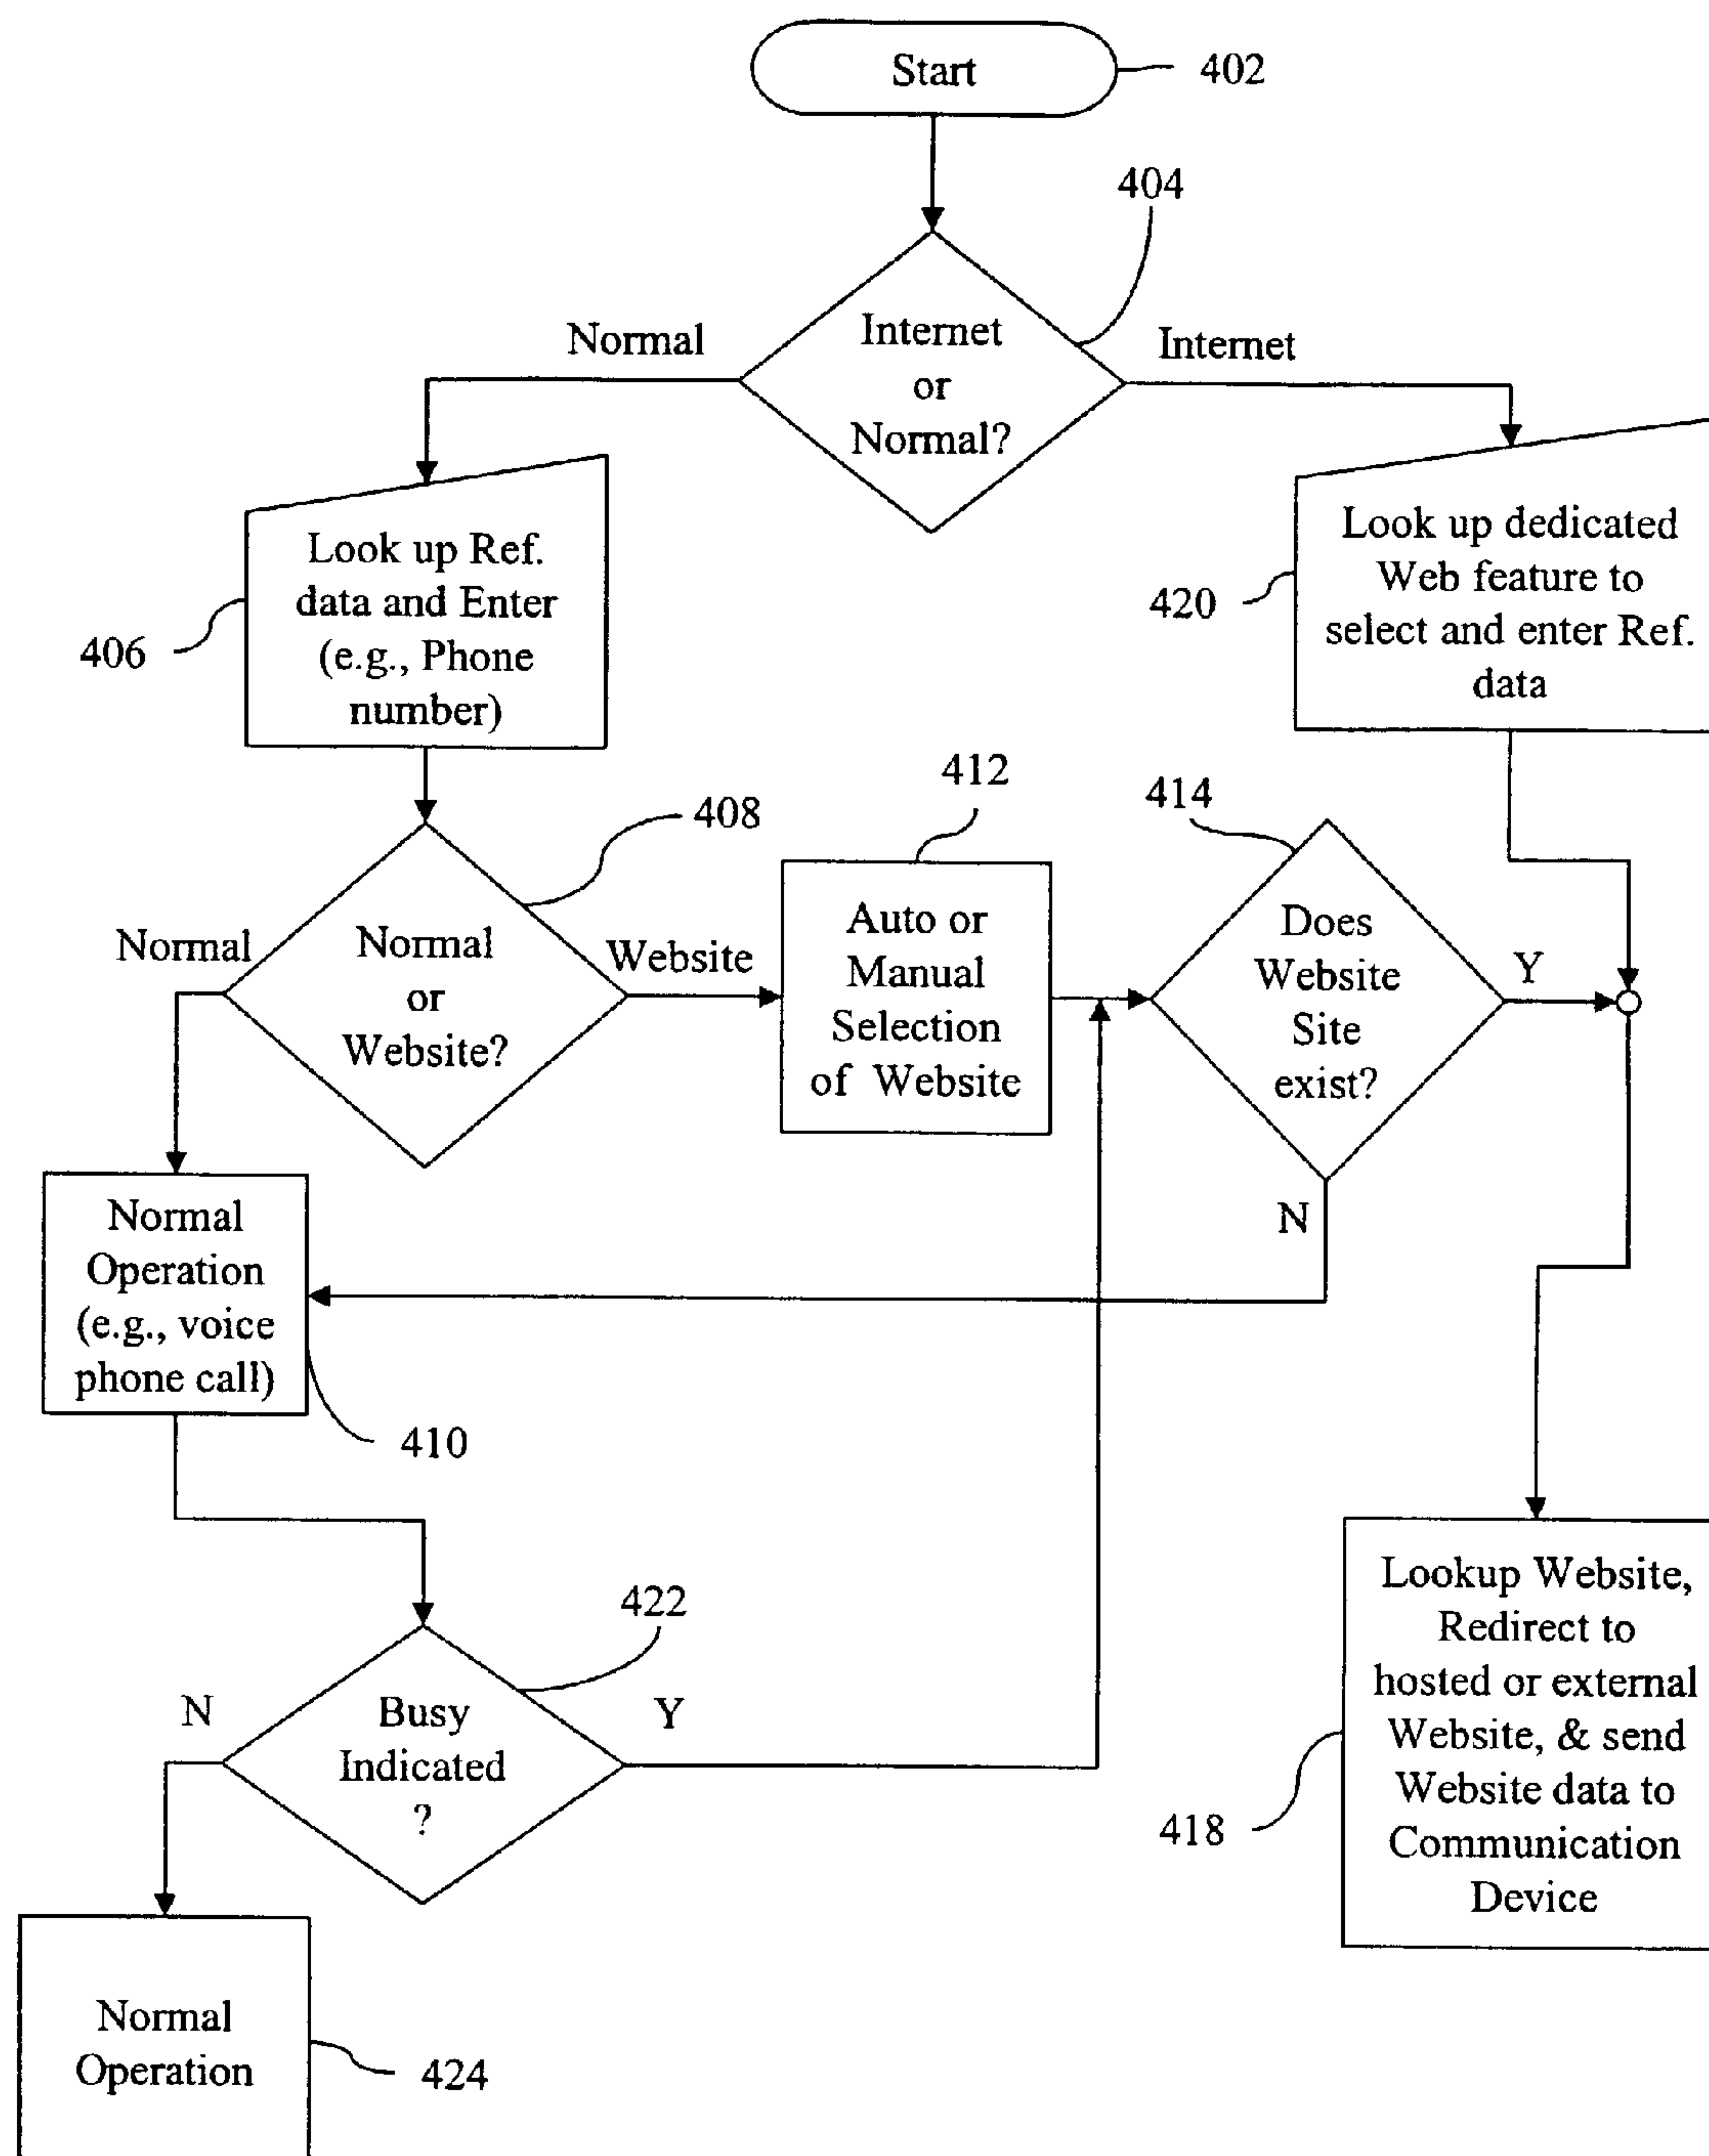 Start
402
404
Normal
Internet
or
Normal?
Internet
Look up Ref.
data and Enter
(e.g., Phone
number)
406
Look up dedicated
Web feature to
select and enter Ref.
data
420
408
412
414
Normal
Normal
or
Website?
Website
Auto or
Manual
Selection
of Website
Does
Website
Site
exist?
Y
N
Normal
Operation
(e.g., voice
phone call)
410
422
N
Busy
Indicated
?
Y
Lookup Website,
Redirect to
hosted or external
Website, & send
Website data to
Communication
Device
418
Normal
Operation
424